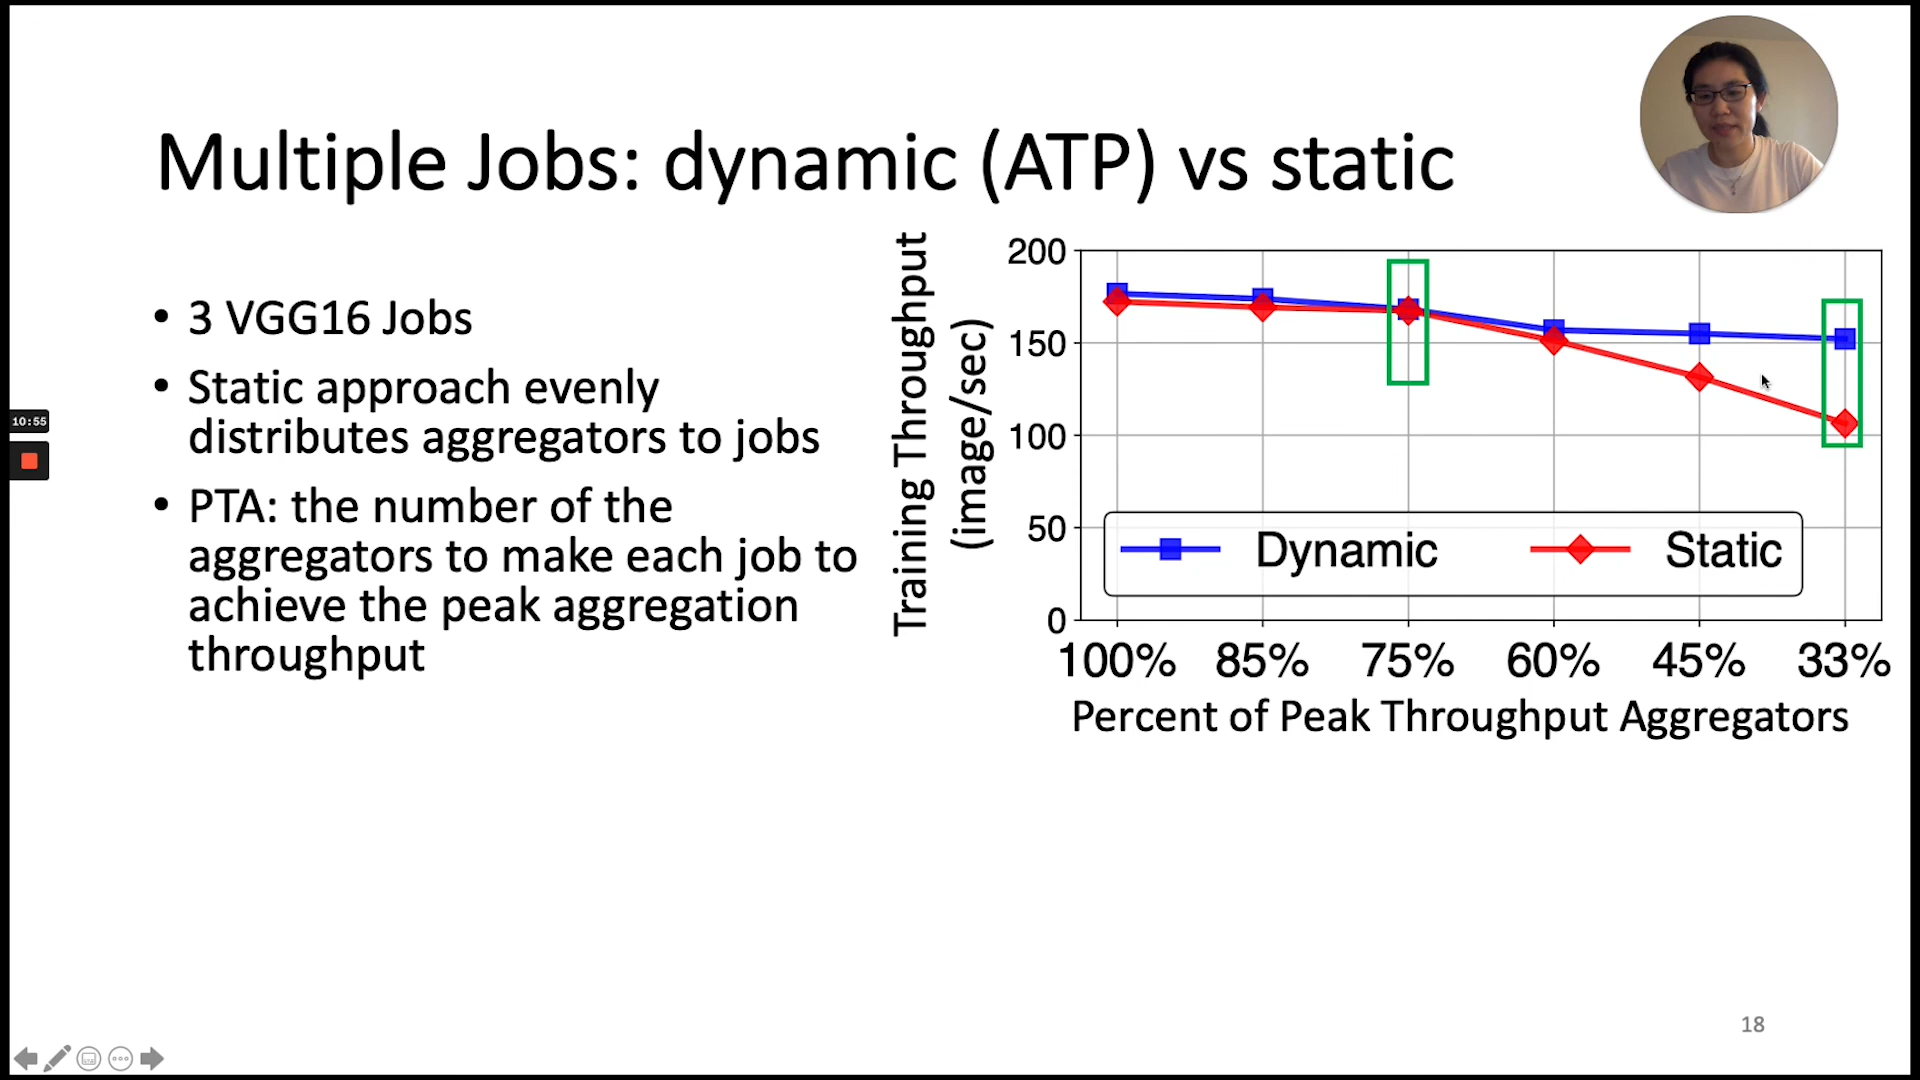 Multiple Jobs: dynamic (ATP) vs static
• 3 VGG16 Jobs
• Static approach evenly
distributes aggregators to jobs
• PTA: the number of the
aggregators to make each job to
achieve the peak aggregation
throughput
10:55
Training Throughput
(image/sec)
200
150
100
50
0
Dynamic
Static
100% 85% 75% 60% 45% 33%
Percent of Peak Throughput Aggregators
18